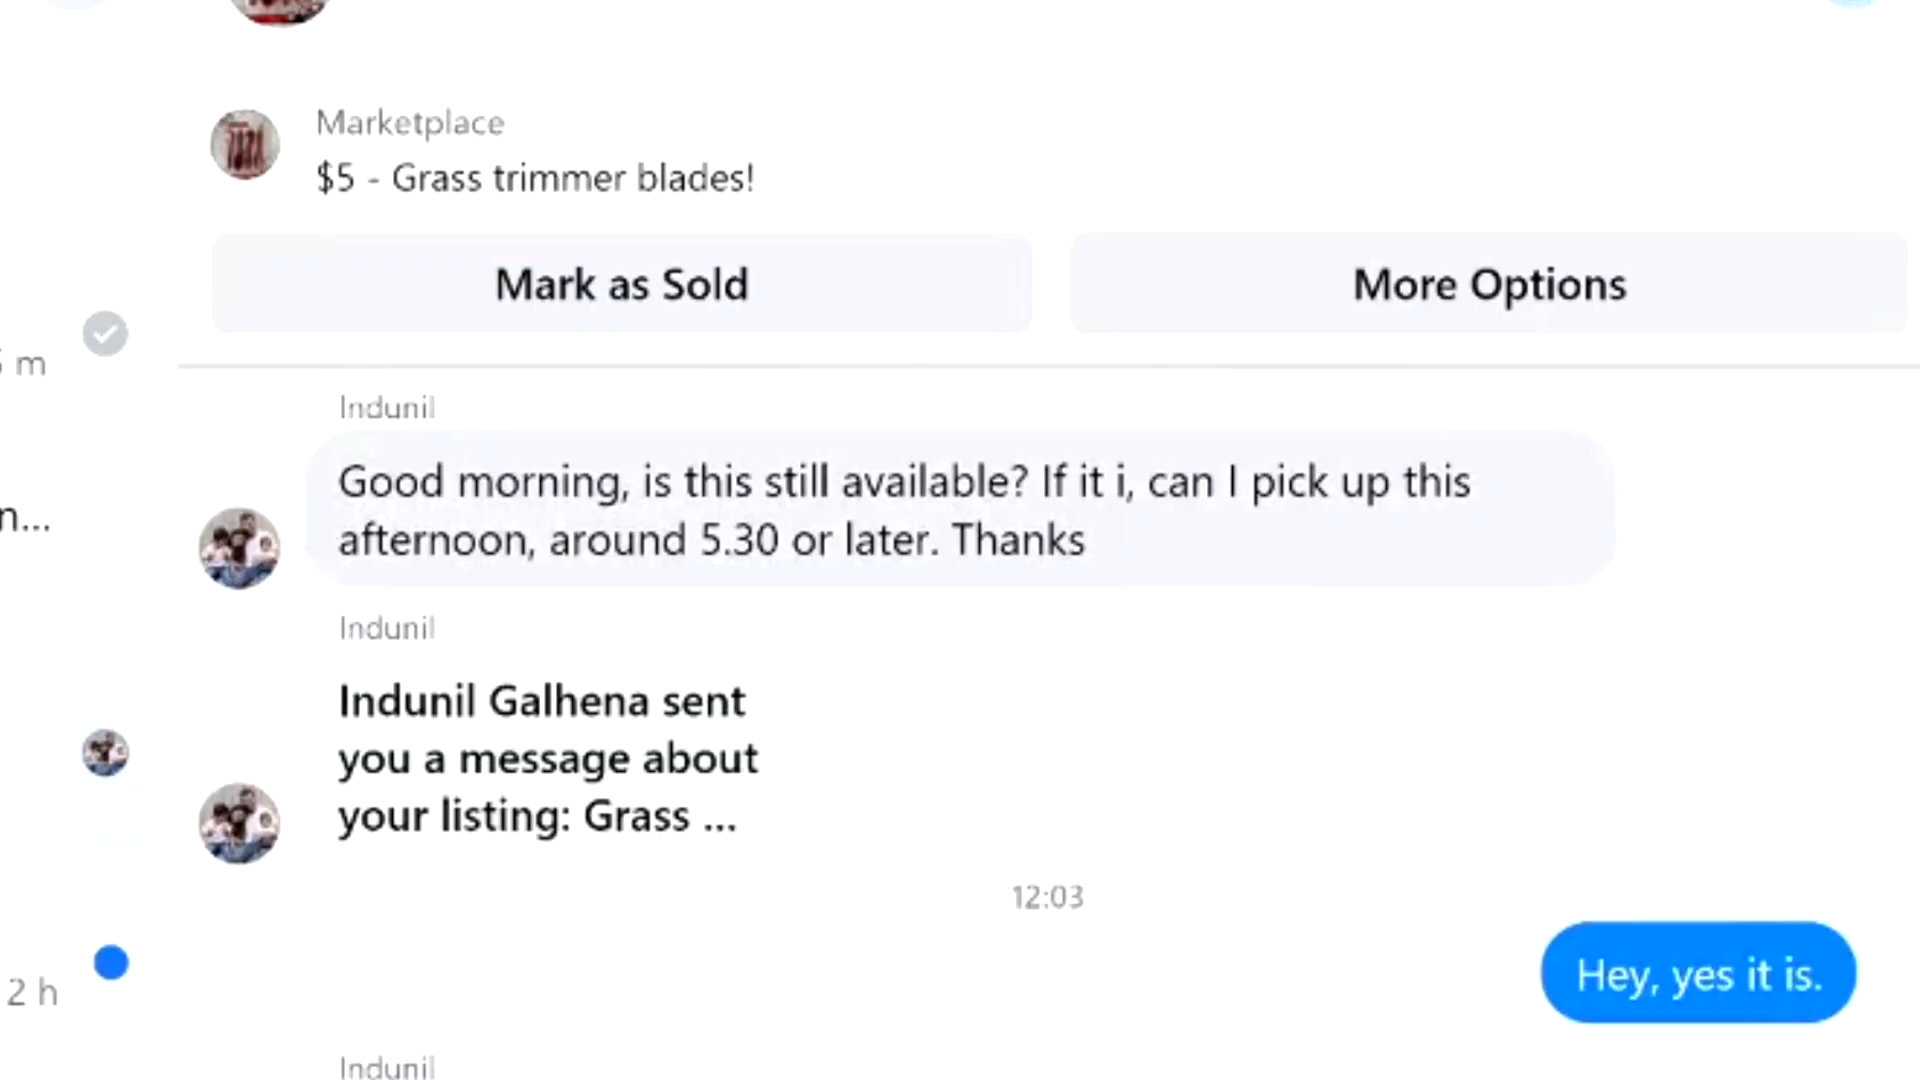 Marketplace
$5 - Grass trimmer blades!
Mark as Sold
More Options
m
Indunil
Good morning, is this still available? If it i, can I pick up this
afternoon, around 5.30 or later. Thanks
n...
Indunil
Indunil Galhena sent
you a message about
your listing: Grass ...
12:03
Hey, yes it is.
2 h
Indunil